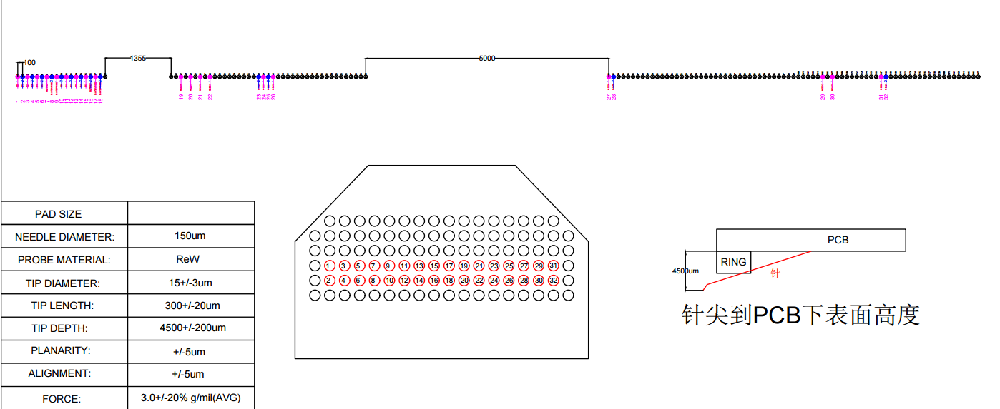 100
1355
5000
1 2 3 4 5 6 7 8 9 10 11 12 13 14 15 16 17 18
19 20 21 22
23 24 25 26
27 28
29 30
31 32
PAD SIZE
NEEDLE DIAMETER: 150um
PROBE MATERIAL: ReW
TIP DIAMETER: 15+/-3um
TIP LENGTH: 300+/-20um
TIP DEPTH: 4500+/-200um
PLANARITY: +/-5um
ALIGNMENT: +/-5um
FORCE: 3.0+/-20% g/mil(AVG)
1 3 5 7 9 11 13 15 17 19 21 23 25 27 29 31
2 4 6 8 10 12 14 16 18 20 22 24 26 28 30 32
PCB
RING
4500um
针
针尖到PCB下表面高度